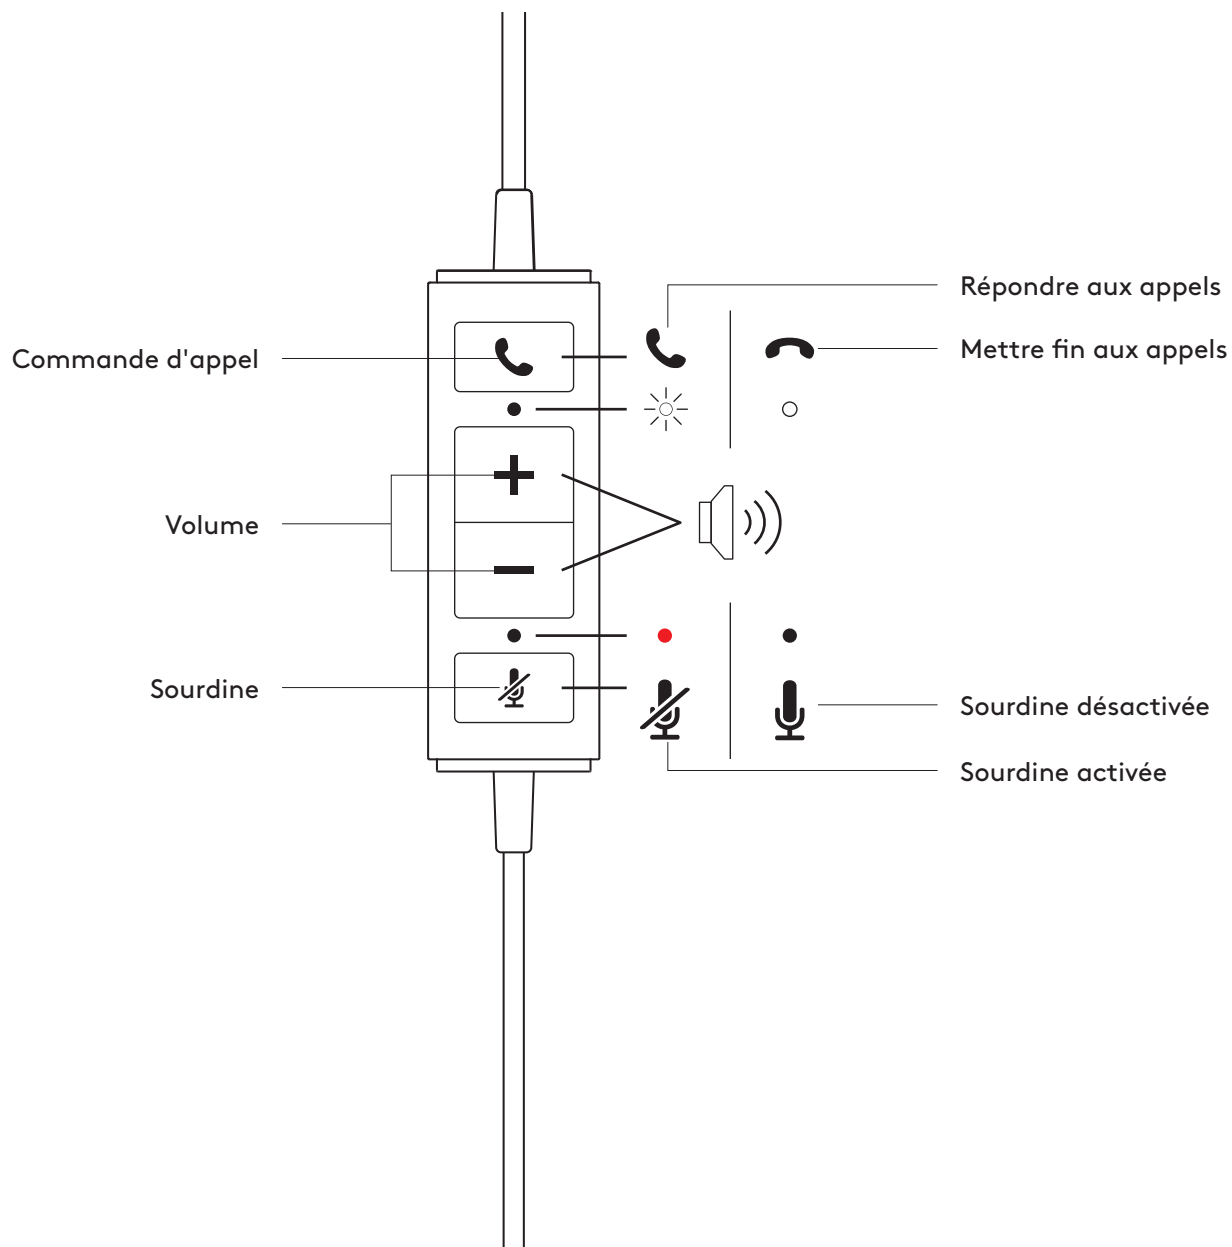 Répondre aux appels
Mettre fin aux appels
Commande d'appel
Volume
Sourdine
Sourdine désactivée
Sourdine activée